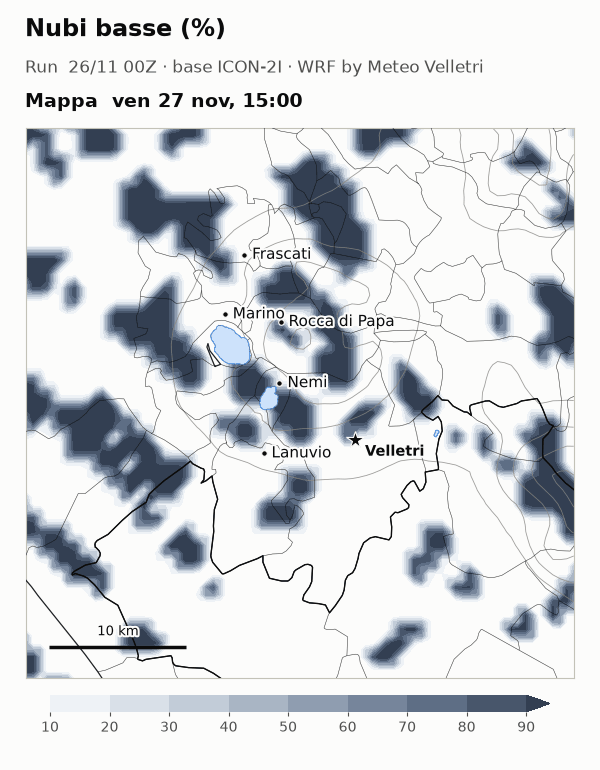 Nubi basse (%)
Run  26/11 00Z · base ICON-2I · WRF by Meteo Velletri
Mappa  ven 27 nov, 15:00
Frascati
Marino
Rocca di Papa
Nemi
Velletri
Lanuvio
10 km
10 20 30 40 50 60 70 80 90